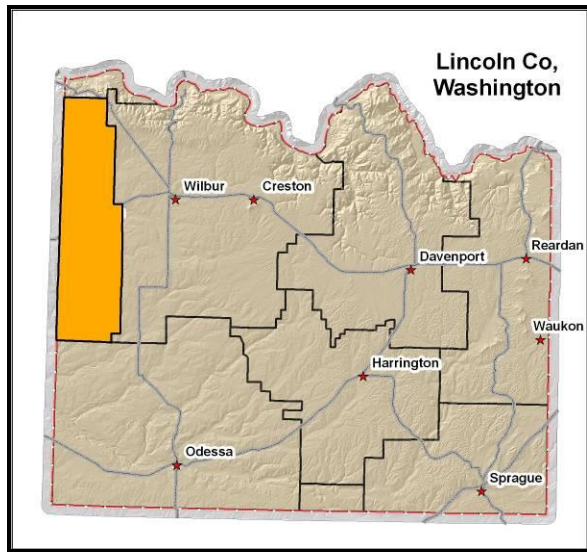 Lincoln Co,
Washington
Wilbur
Creston
Reardan
Davenport
Waukon
Harrington
Odessa
Sprague